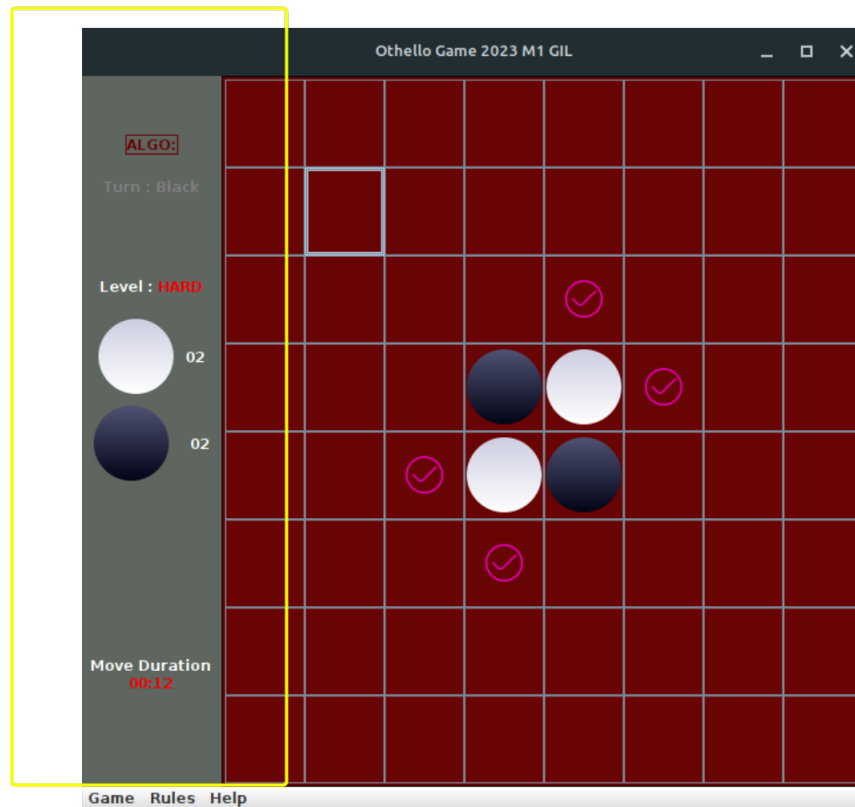 Othello Game 2023 M1 GIL
ALGO:
Turn : Black
Level : HARD
02
02
Move Duration
00:12
Game Rules Help